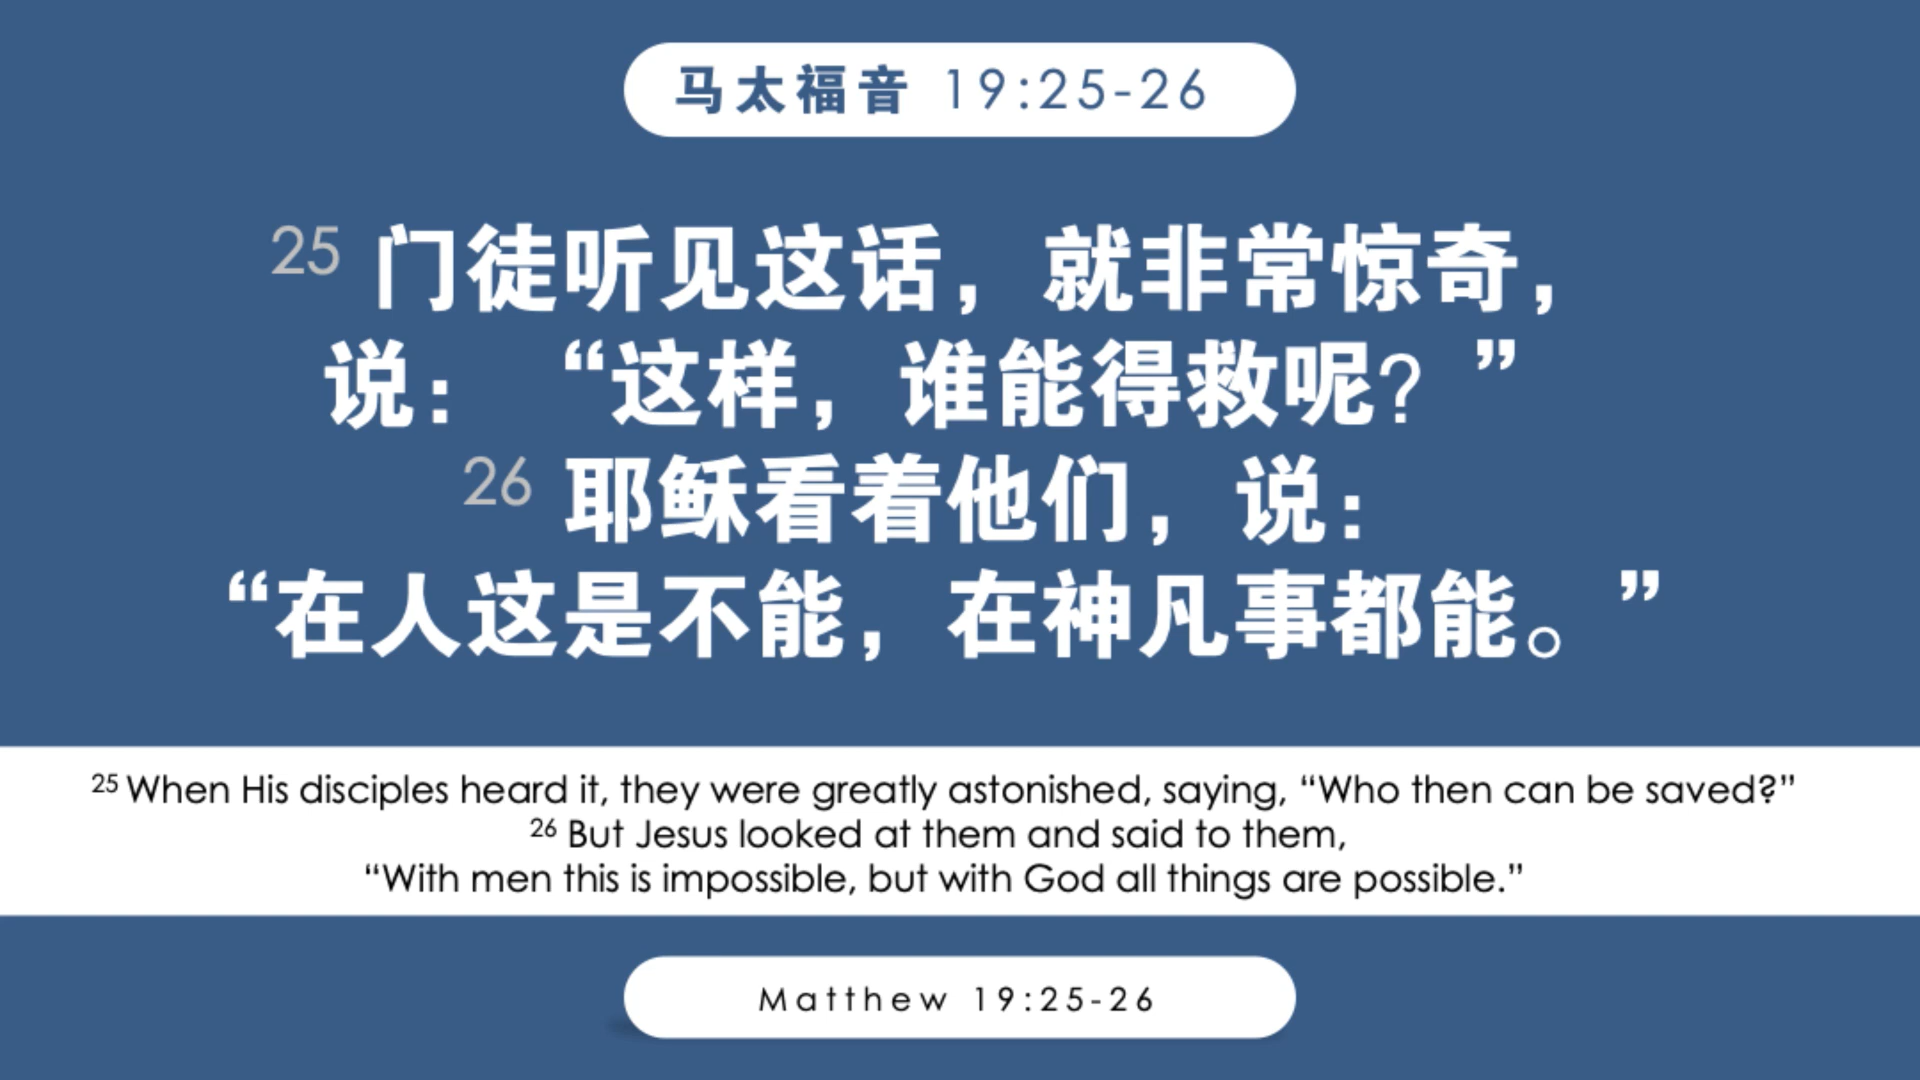 马太福音 19:25-26
25 门徒听见这话，就非常惊奇，
说： “这样，谁能得救呢？”
26 耶稣看着他们，说：
“在人这是不能，在神凡事都能。”
25 When His disciples heard it, they were greatly astonished, saying, “Who then can be saved?”
26 But Jesus looked at them and said to them,
“With men this is impossible, but with God all things are possible.”
Matthew 19:25-26